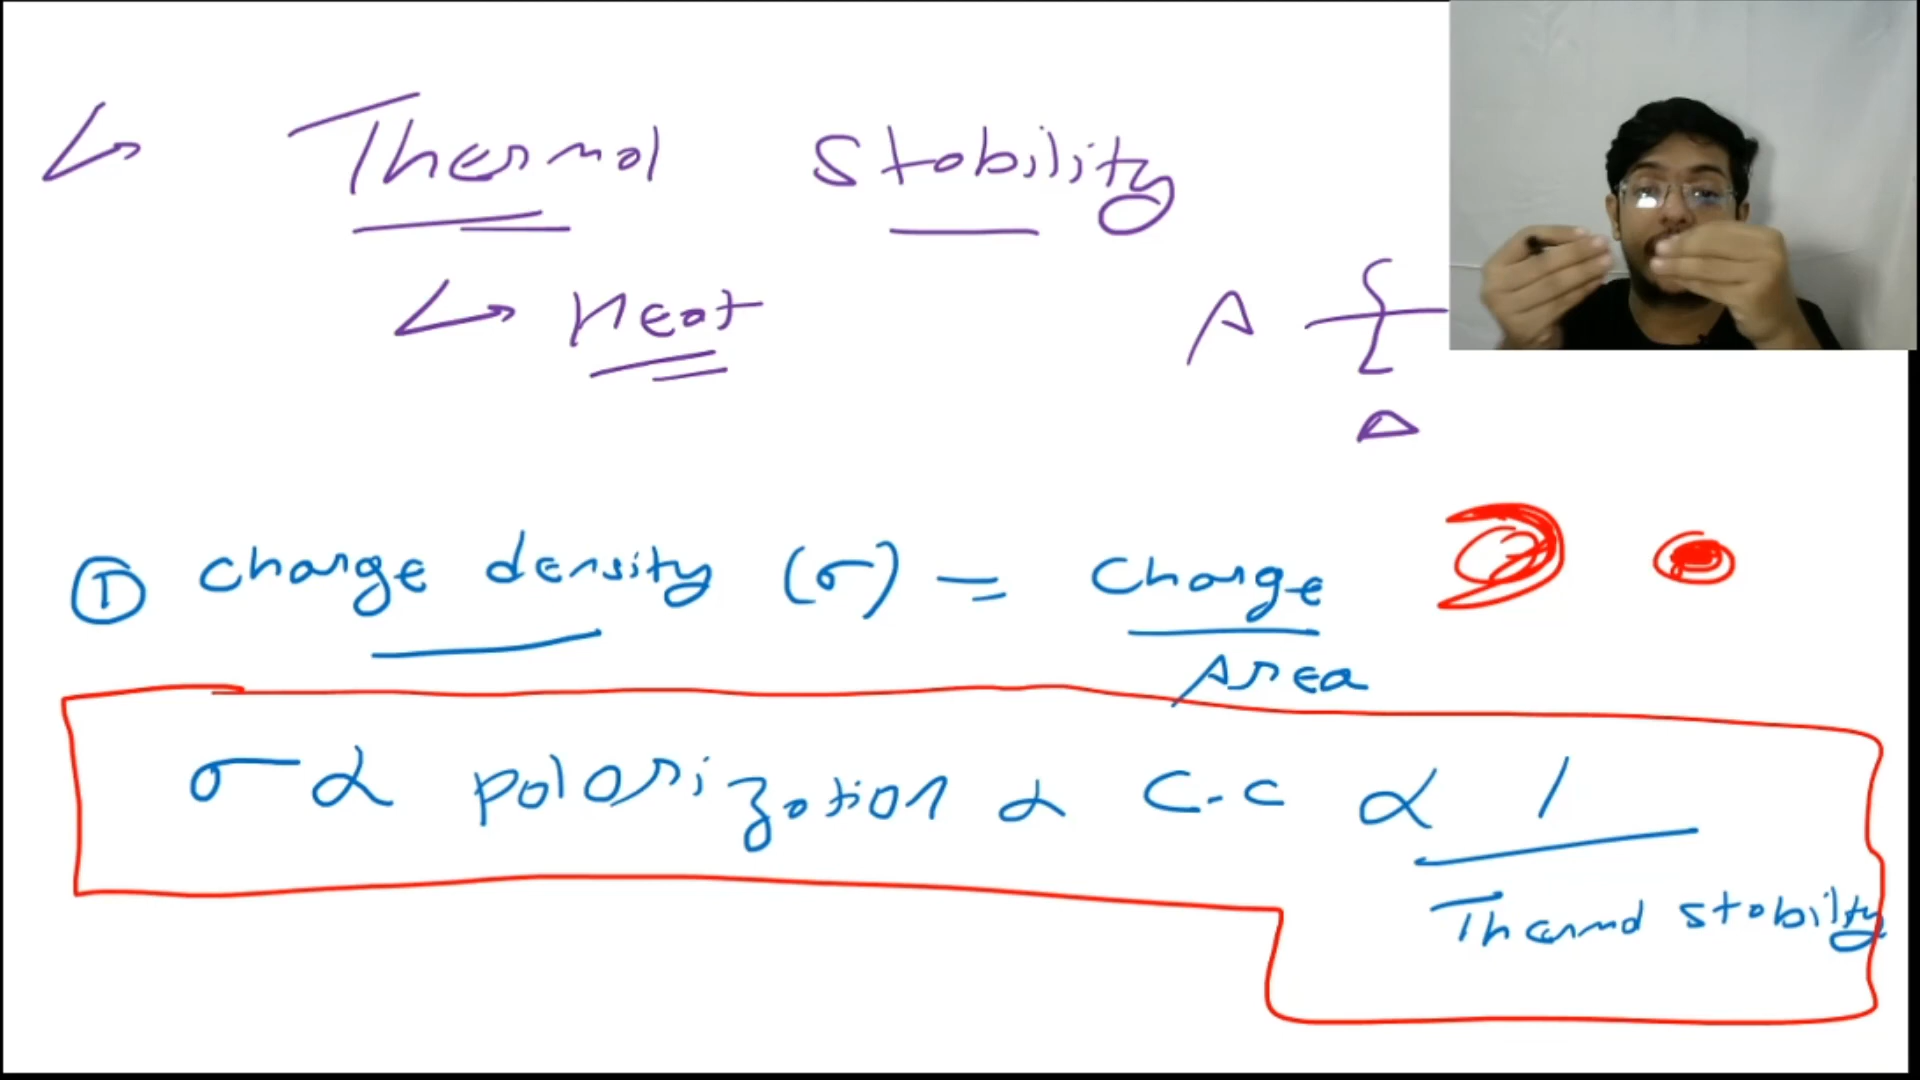 ↳ Thermal stability
↳ Heat
A Δ
① charge density (σ) = charge / Area
σ α polarization α C.C α 1 / Thermal stability